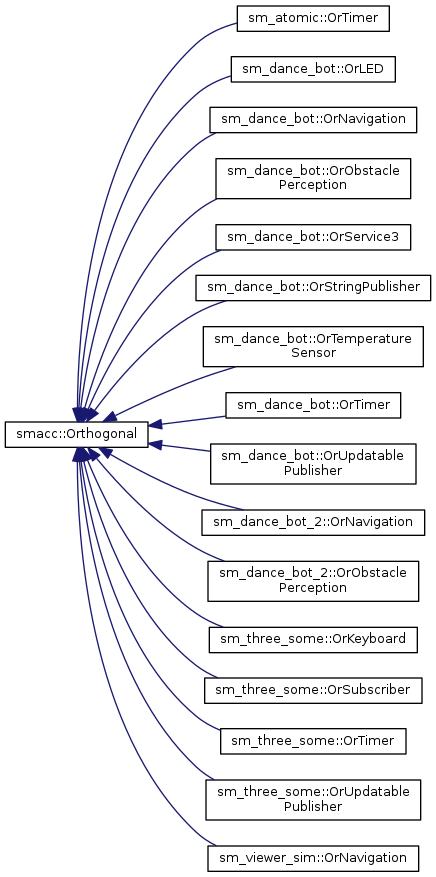 sm_atomic::OrTimer
sm_dance_bot::OrLED
sm_dance_bot::OrNavigation
sm_dance_bot::OrObstacle
Perception
sm_dance_bot::OrService3
sm_dance_bot::OrStringPublisher
sm_dance_bot::OrTemperature
Sensor
sm_dance_bot::OrTimer
smacc::Orthogonal
sm_dance_bot::OrUpdatable
Publisher
sm_dance_bot_2::OrNavigation
sm_dance_bot_2::OrObstacle
Perception
sm_three_some::OrKeyboard
sm_three_some::OrSubscriber
sm_three_some::OrTimer
sm_three_some::OrUpdatable
Publisher
sm_viewer_sim::OrNavigation